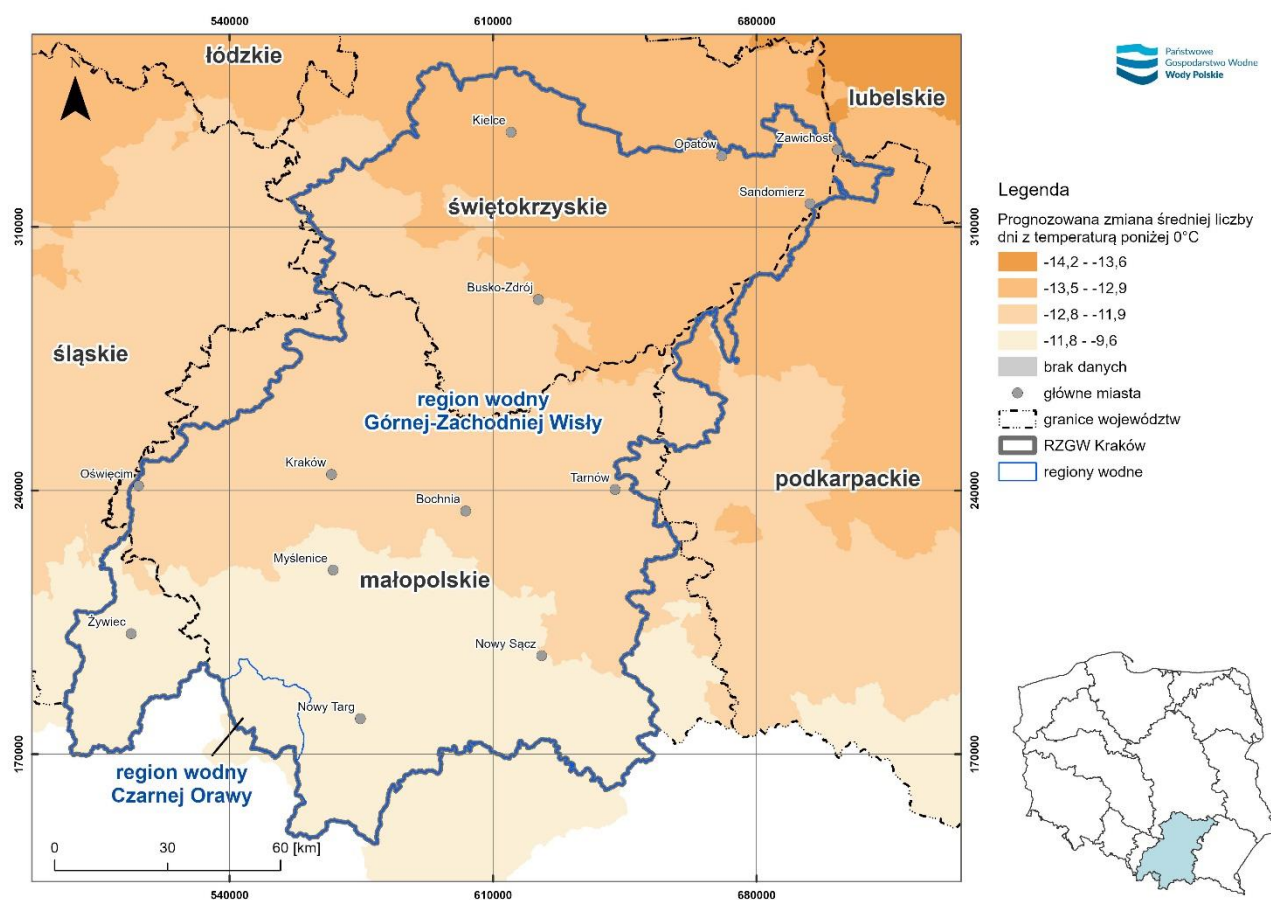 540000
610000
680000
łódzkie
N
lubelskie
Państwowe
Gospodarstwo Wodne
Wody Polskie
Kielce
Opatów
Zawichost
Sandomierz
świętokrzyskie
310000
310000
Busko-Zdrój
śląskie
region wodny
Górnej-Zachodniej Wisły
Oświęcim
Kraków
Bochnia
Tarnów
podkarpackie
240000
240000
Myślenice
małopolskie
Żywiec
Nowy Sącz
Nowy Targ
170000
170000
region wodny
Czarnej Orawy
0
30
60 [km]
540000
610000
680000
Legenda
Prognozowana zmiana średniej liczby
dni z temperaturą poniżej 0°C
-14,2 - -13,6
-13,5 - -12,9
-12,8 - -11,9
-11,8 - -9,6
brak danych
główne miasta
granice województw
RZGW Kraków
regiony wodne